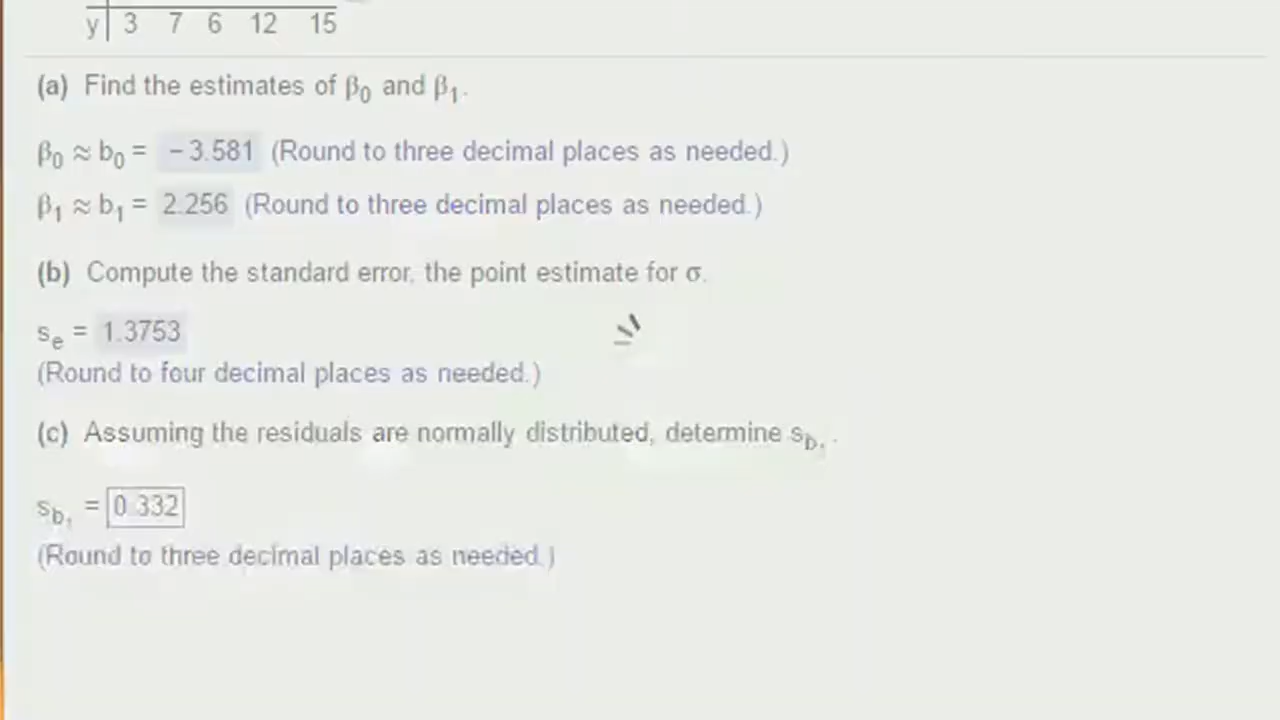 y 3 7 6 12 15
(a) Find the estimates of β0 and β1.
β0 ≈ b0 = −3.581 (Round to three decimal places as needed.)
β1 ≈ b1 = 2.256 (Round to three decimal places as needed.)
(b) Compute the standard error, the point estimate for σ.
se = 1.3753
(Round to four decimal places as needed.)
(c) Assuming the residuals are normally distributed, determine sb1.
sb1 = 0.332
(Round to three decimal places as needed.)